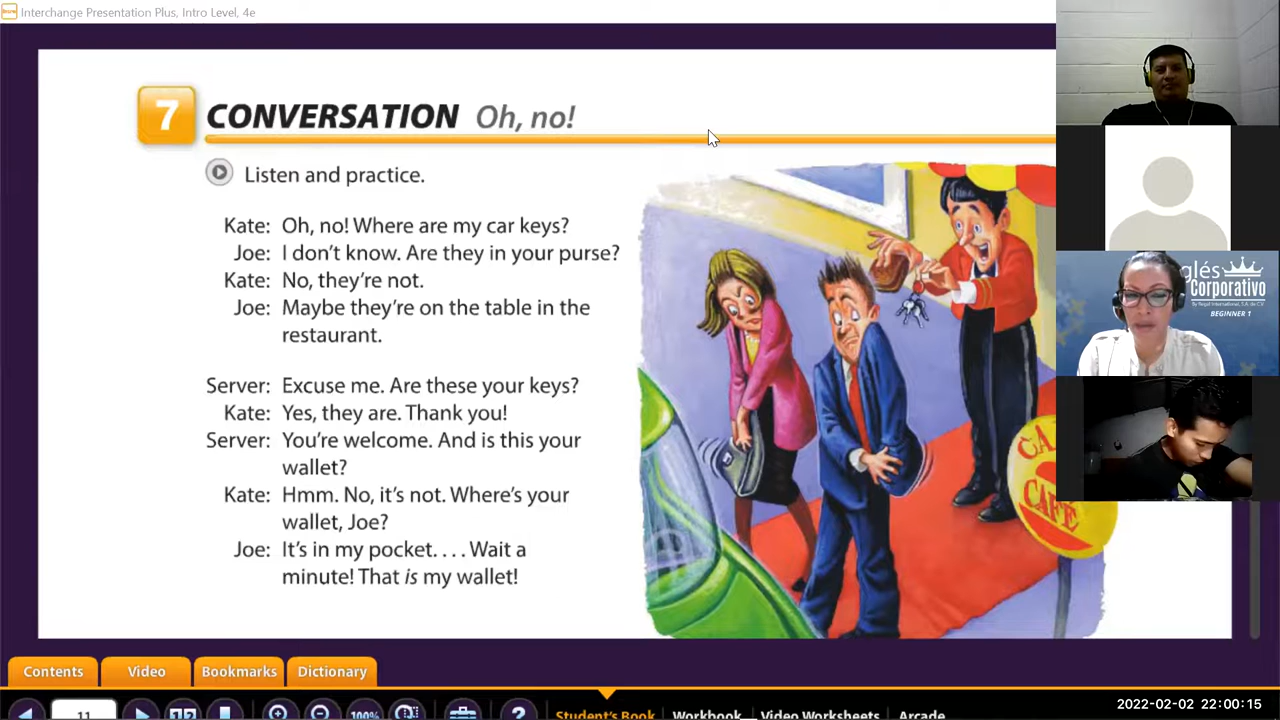 Interchange Presentation Plus, Intro Level, 4e
7 CONVERSATION Oh, no!
Listen and practice.
Kate: Oh, no! Where are my car keys?
Joe: I don't know. Are they in your purse?
Kate: No, they're not.
Joe: Maybe they're on the table in the
restaurant.
Server: Excuse me. Are these your keys?
Kate: Yes, they are. Thank you!
Server: You're welcome. And is this your
wallet?
Kate: Hmm. No, it's not. Where's your
wallet, Joe?
Joe: It's in my pocket. . . . Wait a
minute! That is my wallet!
CAFE
glés
Corporativo
By Regal International, S.A. de C.V.
BEGINNER 1
Contents Video Bookmarks Dictionary
11 100% ? Student's Book Workbook Video Worksheets Arcade
2022-02-02 22:00:15